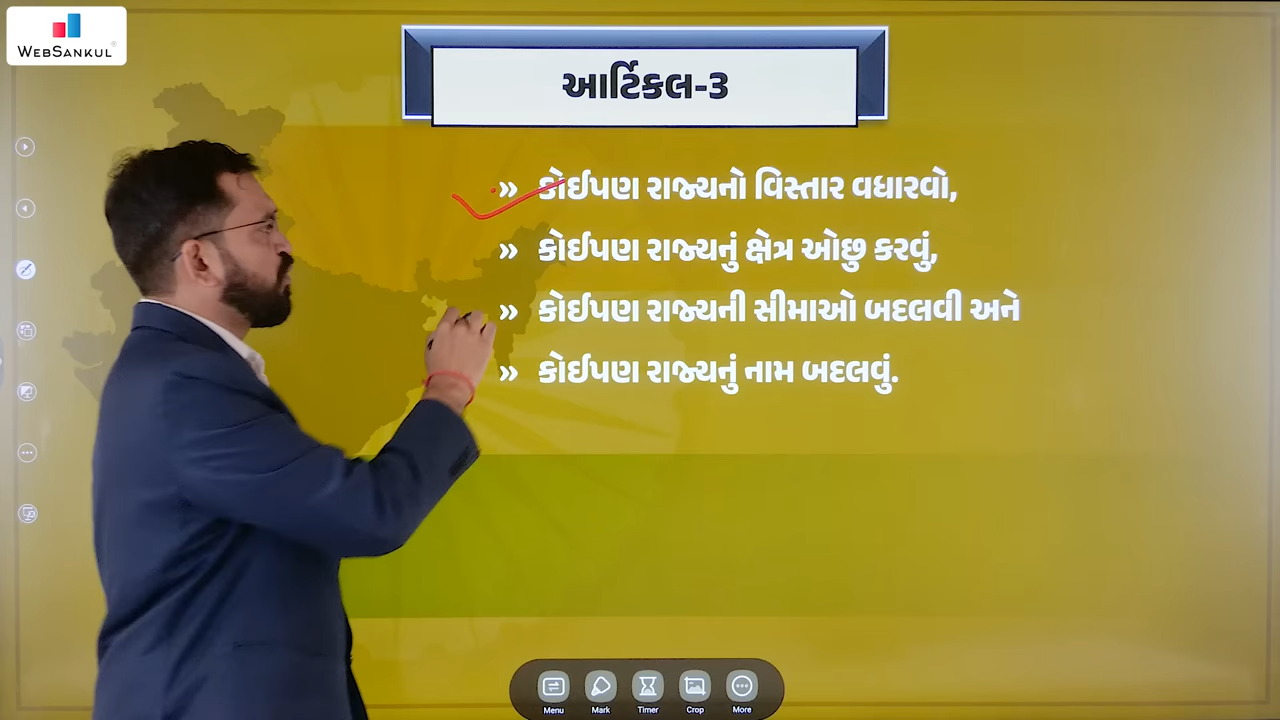 WEBSANKUL
આર્ટિકલ-૩
» કોઈપણ રાજ્યનો વિસ્તાર વધારવો,
» કોઈપણ રાજ્યનું ક્ષેત્ર ઓછુ કરવું,
» કોઈપણ રાજ્યની સીમાઓ બદલવી અને
» કોઈપણ રાજ્યનું નામ બદલવું.
Menu Mark Timer Crop More